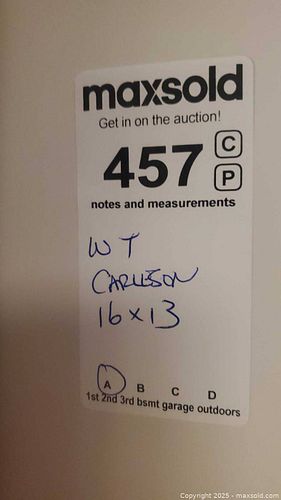 maxsold
Get in on the auction!
457
C
P
notes and measurements
WT
CARLSON
16x13
A B C D
1st 2nd 3rd bsmt garage outdoors
Copyright 2025 - maxsold.com